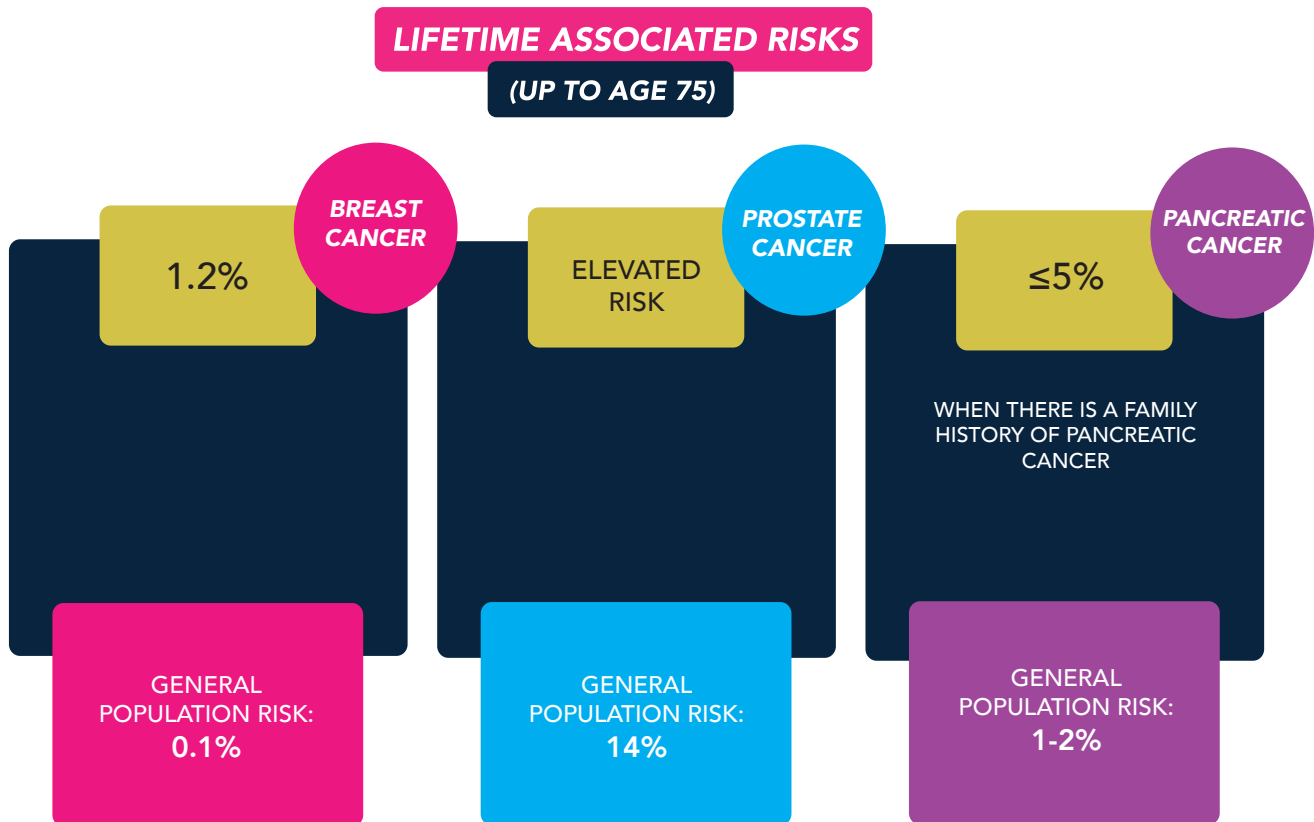 LIFETIME ASSOCIATED RISKS
(UP TO AGE 75)
BREAST
CANCER
1.2%
GENERAL
POPULATION RISK:
0.1%
PROSTATE
CANCER
ELEVATED
RISK
GENERAL
POPULATION RISK:
14%
PANCREATIC
CANCER
≤5%
WHEN THERE IS A FAMILY
HISTORY OF PANCREATIC
CANCER
GENERAL
POPULATION RISK:
1-2%